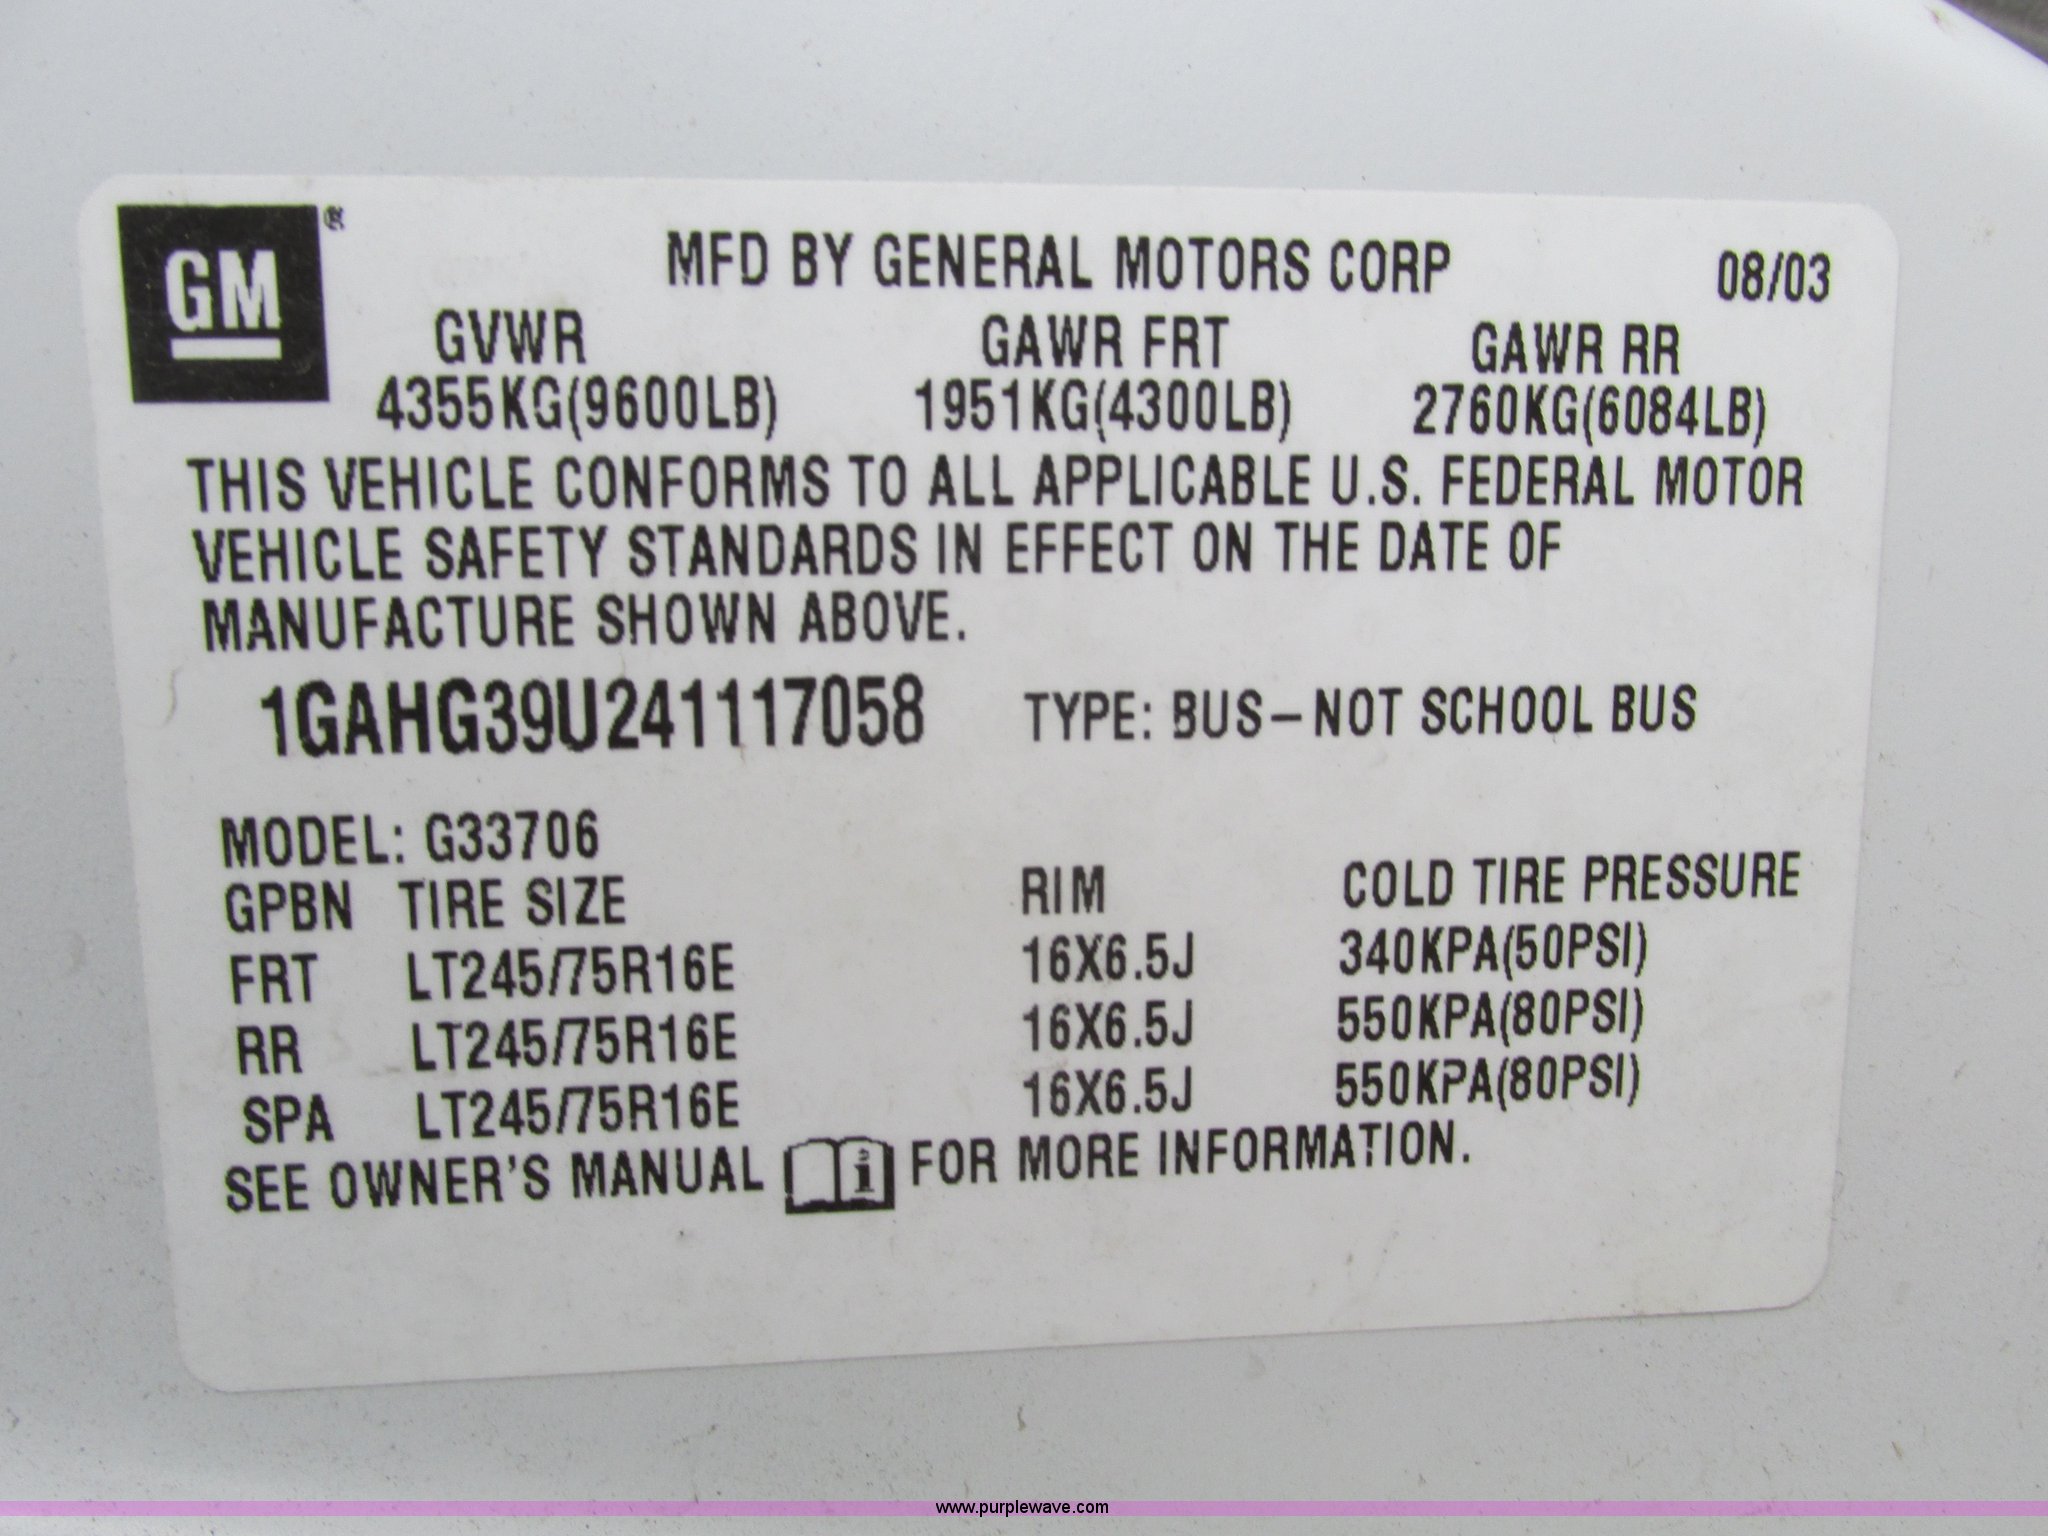 GM ®
MFD BY GENERAL MOTORS CORP 08/03
GVWR GAWR FRT GAWR RR
4355KG(9600LB) 1951KG(4300LB) 2760KG(6084LB)
THIS VEHICLE CONFORMS TO ALL APPLICABLE U.S. FEDERAL MOTOR
VEHICLE SAFETY STANDARDS IN EFFECT ON THE DATE OF
MANUFACTURE SHOWN ABOVE.
1GAHG39U241117058 TYPE: BUS-NOT SCHOOL BUS
MODEL: G33706
GPBN TIRE SIZE RIM COLD TIRE PRESSURE
FRT LT245/75R16E 16X6.5J 340KPA(50PSI)
RR LT245/75R16E 16X6.5J 550KPA(80PSI)
SPA LT245/75R16E 16X6.5J 550KPA(80PSI)
SEE OWNER'S MANUAL i FOR MORE INFORMATION.
www.purplewave.com